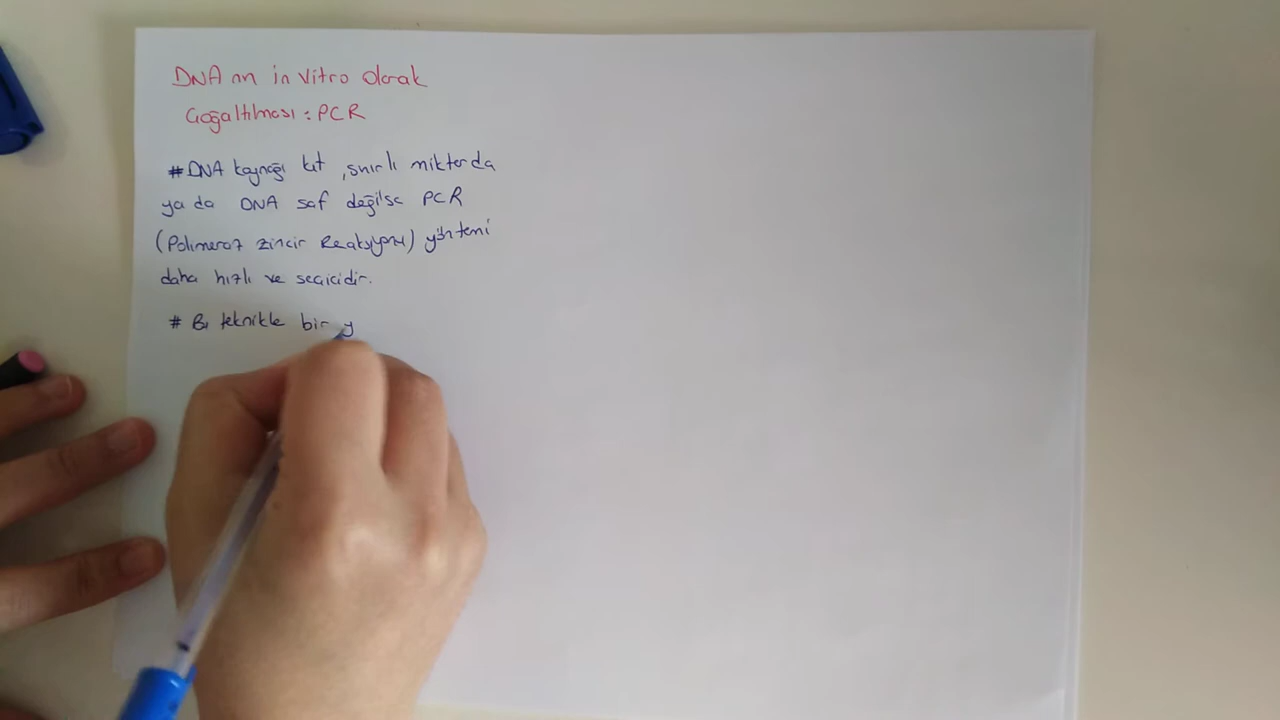 DNA nın in vitro olarak
Çoğaltılması : PCR
# DNA kaynağı kıt , sınırlı miktarda
ya da DNA saf değilse PCR
(Polimeraz zincir Reaksiyonu) yöntemi
daha hızlı ve seçicidir.
# Bu teknikle bir y